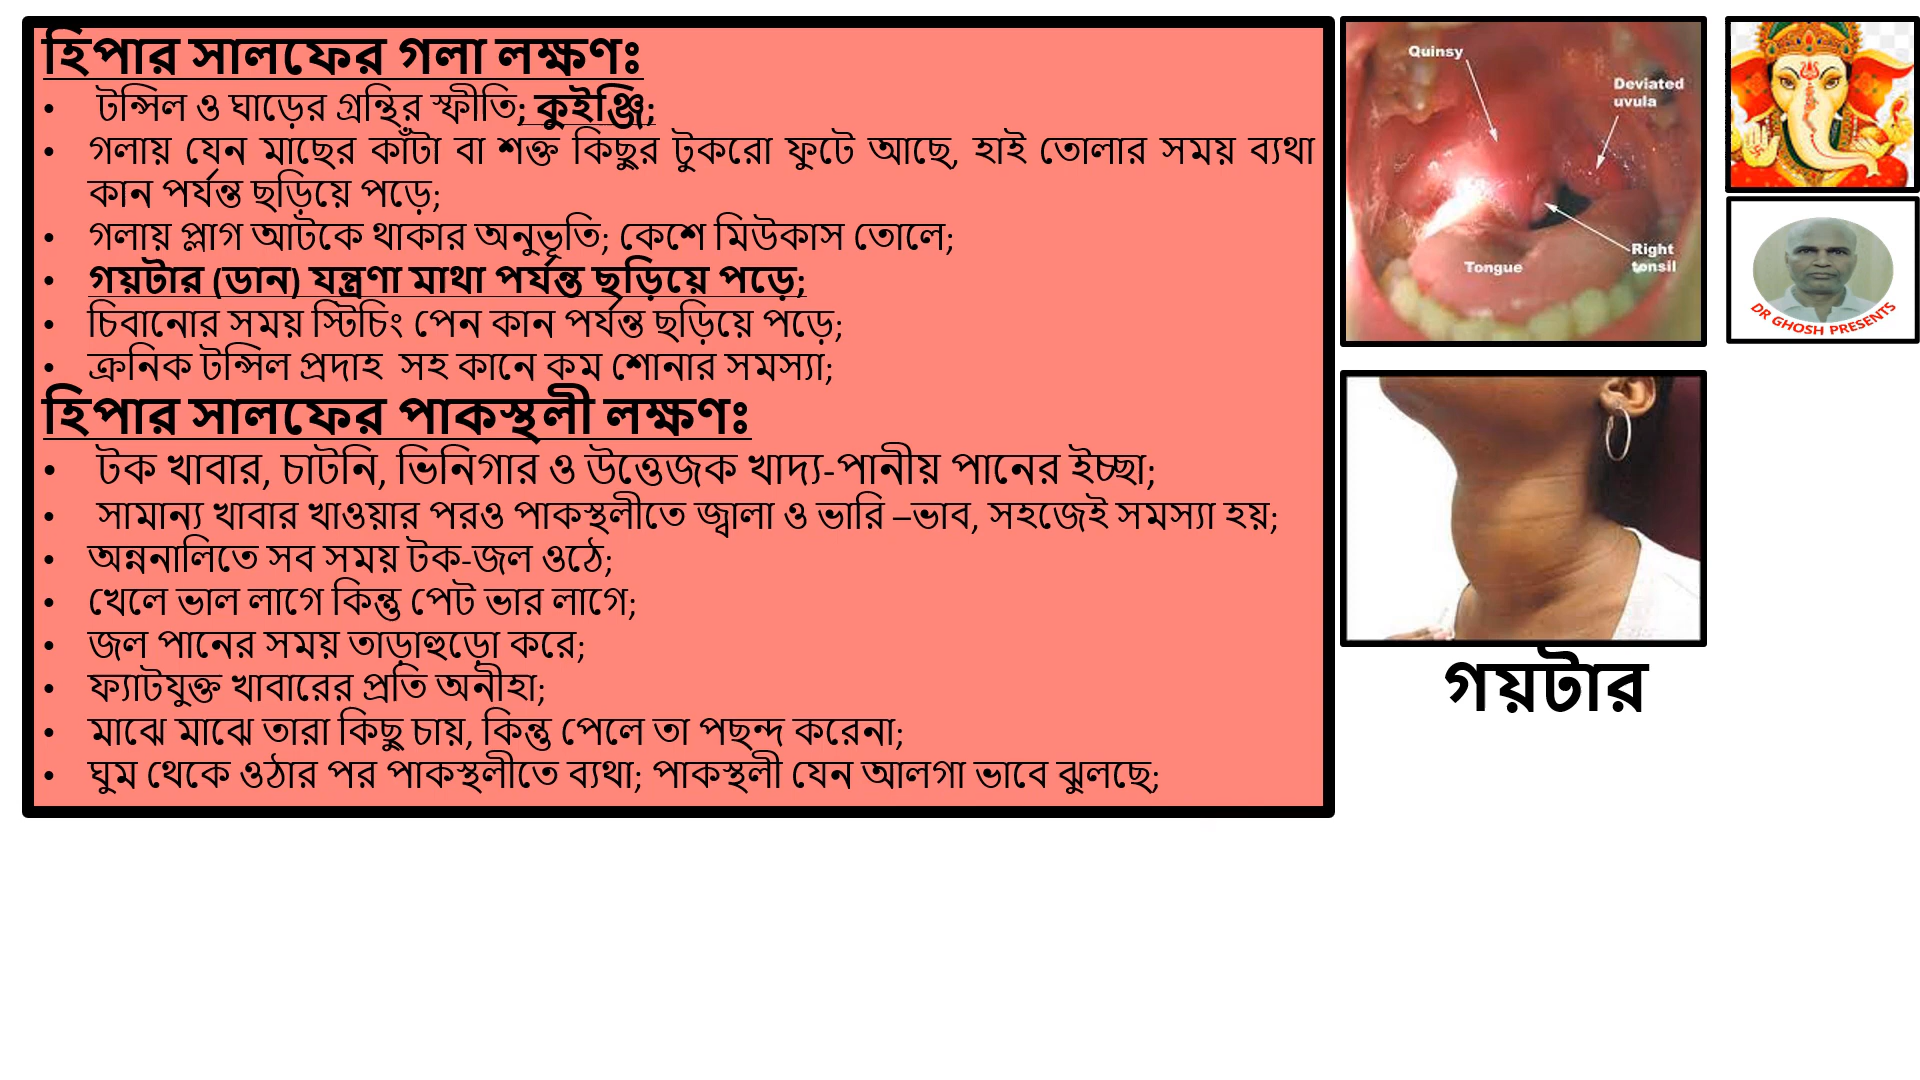 হিপার সালফের গলা লক্ষণঃ
• টন্সিল ও ঘাড়ের গ্রন্থির স্ফীতি; কুইঞ্জি;
• গলায় যেন মাছের কাঁটা বা শক্ত কিছুর টুকরো ফুটে আছে, হাই তোলার সময় ব্যথা
কান পর্যন্ত ছড়িয়ে পড়ে;
• গলায় প্লাগ আটকে থাকার অনুভূতি; কেশে মিউকাস তোলে;
• গয়টার (ডান) যন্ত্রণা মাথা পর্যন্ত ছড়িয়ে পড়ে;
• চিবানোর সময় স্টিচিং পেন কান পর্যন্ত ছড়িয়ে পড়ে;
• ক্রনিক টন্সিল প্রদাহ সহ কানে কম শোনার সমস্যা;
হিপার সালফের পাকস্থলী লক্ষণঃ
• টক খাবার, চাটনি, ভিনিগার ও উত্তেজক খাদ্য-পানীয় পানের ইচ্ছা;
• সামান্য খাবার খাওয়ার পরও পাকস্থলীতে জ্বালা ও ভারি –ভাব, সহজেই সমস্যা হয়;
• অন্ননালিতে সব সময় টক-জল ওঠে;
• খেলে ভাল লাগে কিন্তু পেট ভার লাগে;
• জল পানের সময় তাড়াহুড়ো করে;
• ফ্যাটযুক্ত খাবারের প্রতি অনীহা;
• মাঝে মাঝে তারা কিছু চায়, কিন্তু পেলে তা পছন্দ করেনা;
• ঘুম থেকে ওঠার পর পাকস্থলীতে ব্যথা; পাকস্থলী যেন আলগা ভাবে ঝুলছে;
Quinsy
Deviated
uvula
Right
tonsil
Tongue
গয়টার
DR GHOSH PRESENTS